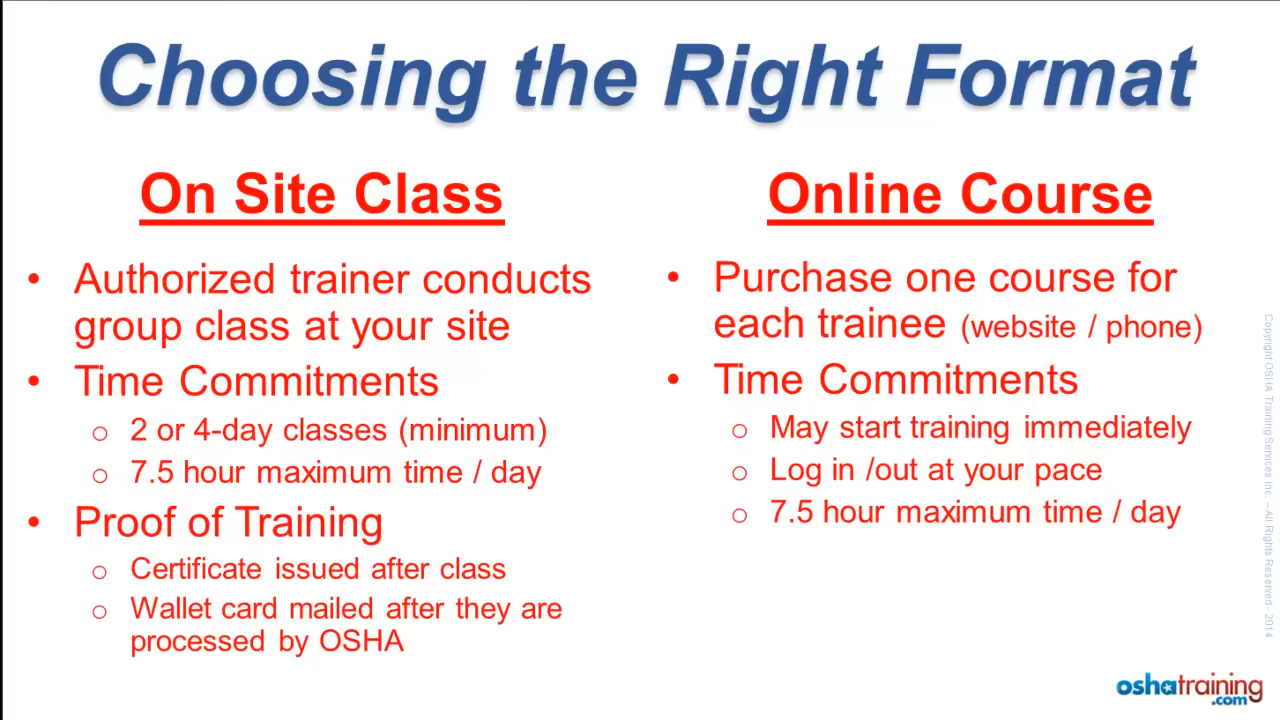 Choosing the Right Format
On Site Class
• Authorized trainer conducts
group class at your site
• Time Commitments
o 2 or 4-day classes (minimum)
o 7.5 hour maximum time / day
• Proof of Training
o Certificate issued after class
o Wallet card mailed after they are
processed by OSHA
Online Course
• Purchase one course for
each trainee (website / phone)
• Time Commitments
o May start training immediately
o Log in /out at your pace
o 7.5 hour maximum time / day
Copyright OSHA Training Services Inc. – All Rights Reserved - 2014
oshatraining
.com